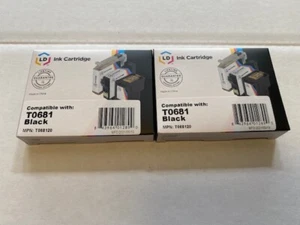 LD Ink Cartridge
Compatible with:
T0681
Black
MPN: T068120
LD Ink Cartridge
Compatible with:
T0681
Black
MPN: T068120